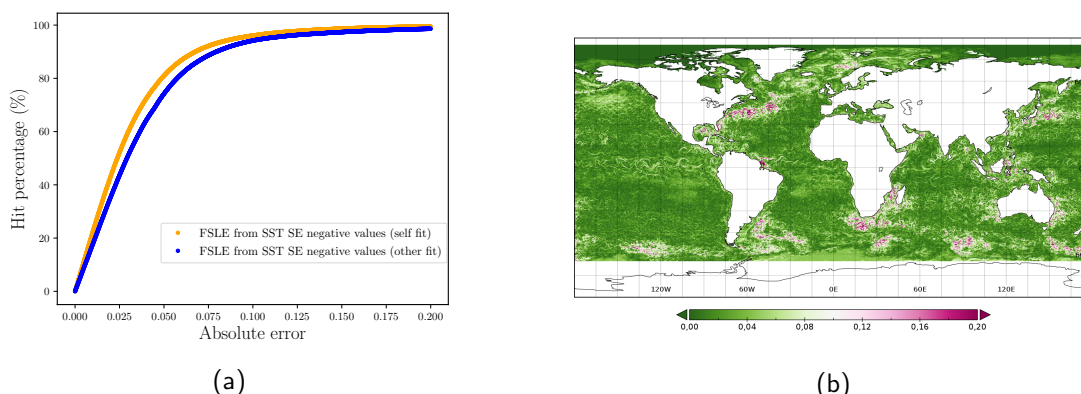 100
80
60
40
20
0
Hit percentage (%)
FSLE from SST SE negative values (self fit)
FSLE from SST SE negative values (other fit)
0.000 0.025 0.050 0.075 0.100 0.125 0.150 0.175 0.200
Absolute error
(a)
120W 60W 0E 60E 120E
0,00 0,04 0,08 0,12 0,16 0,20
(b)